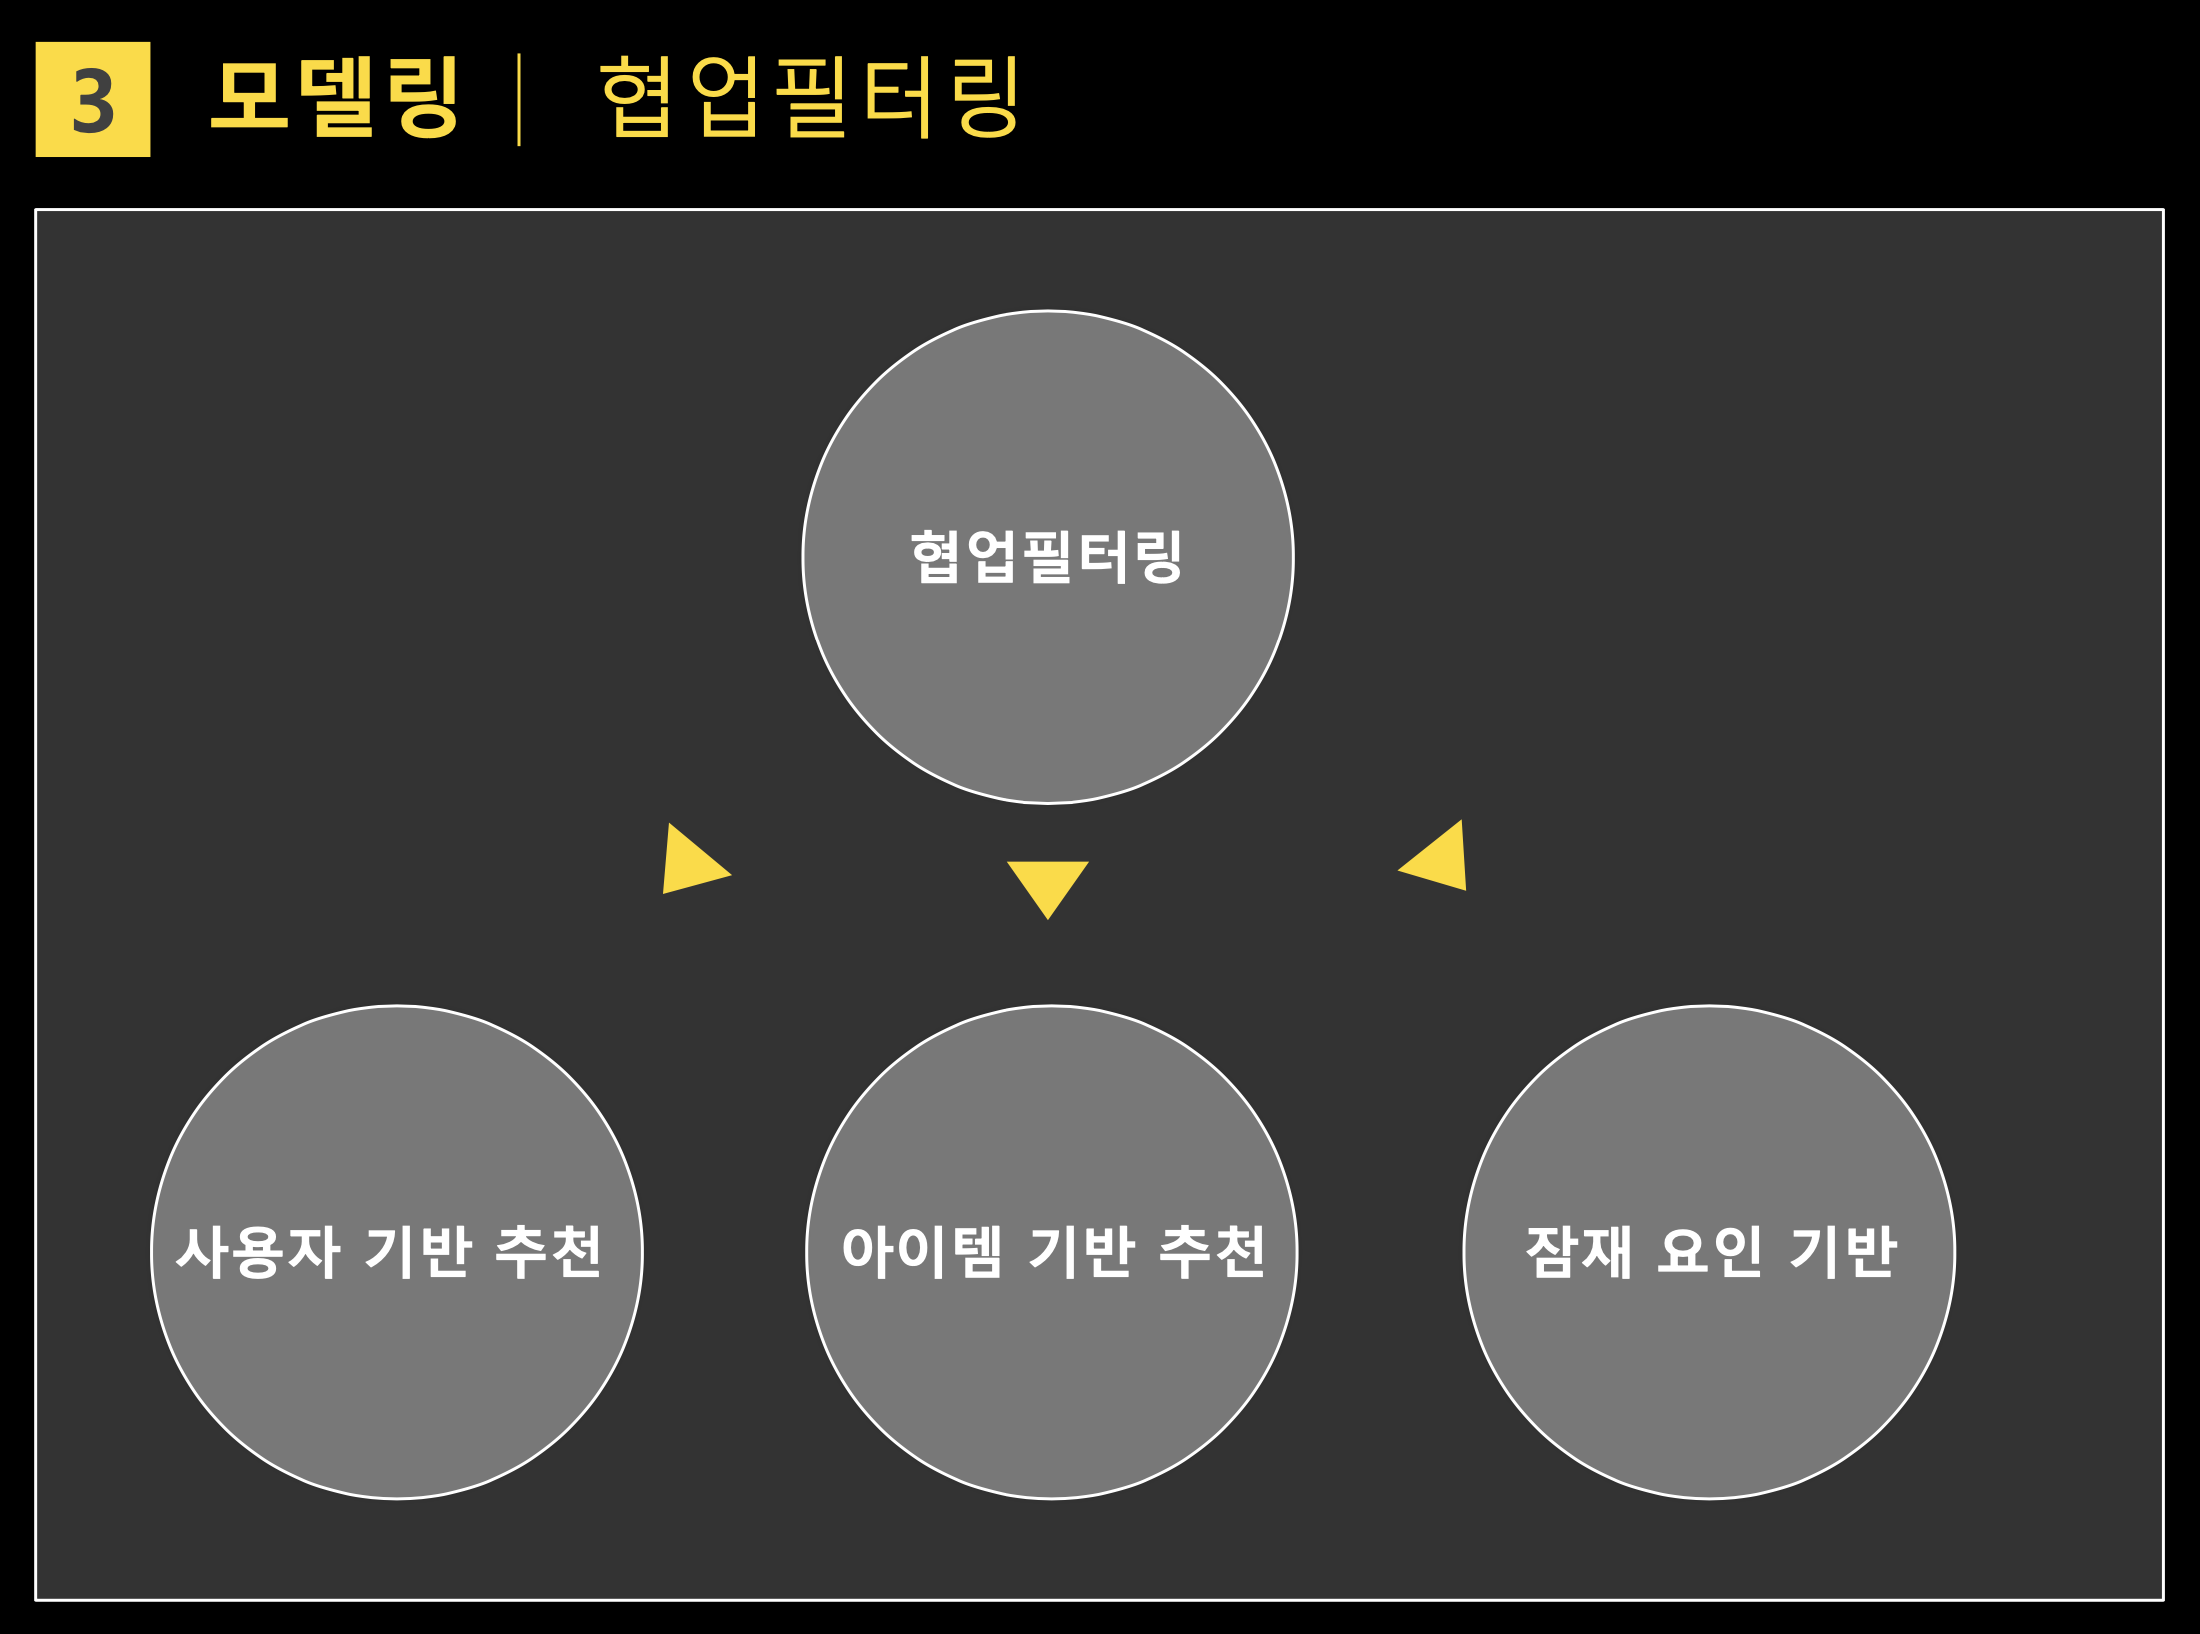 3 모델링 | 협업필터링
협업필터링
사용자 기반 추천
아이템 기반 추천
잠재 요인 기반